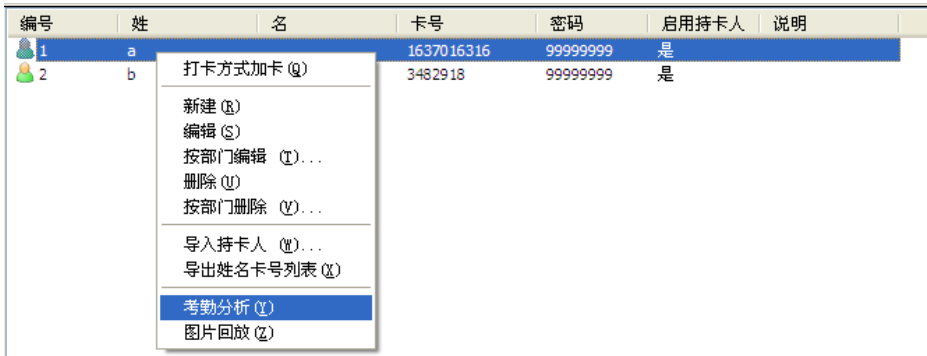 编号 姓 名 卡号 密码 启用持卡人 说明
1 a 1637016316 99999999 是
2 b 3482918 99999999 是
打卡方式加卡(Q)
新建(R)
编辑(S)
按部门编辑 (T)...
删除(U)
按部门删除 (V)...
导入持卡人 (W)...
导出姓名卡号列表(X)
考勤分析(Y)
图片回放(Z)